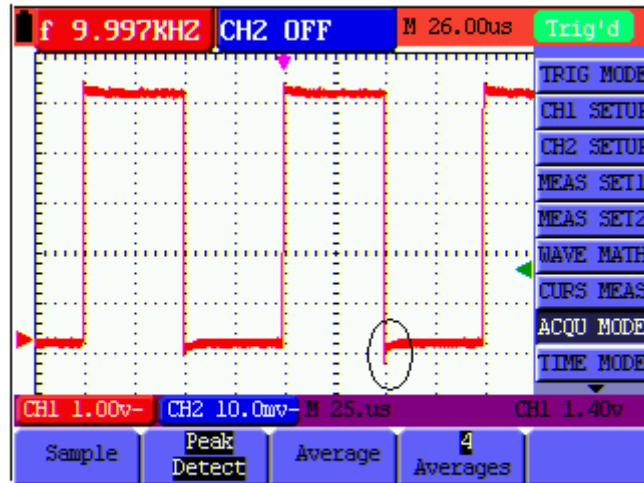 f 9.997KHZ CH2 OFF M 26.00us Trig'd
TRIG MODE
CH1 SETUP
CH2 SETUP
MEAS SET1
MEAS SET2
WAVE MATH
CURS MEAS
ACQU MODE
TIME MODE
CH1 1.00v- CH2 10.0mv- M 25.us CH1 1.40v
Sample
Peak
Detect
Average
4
Averages